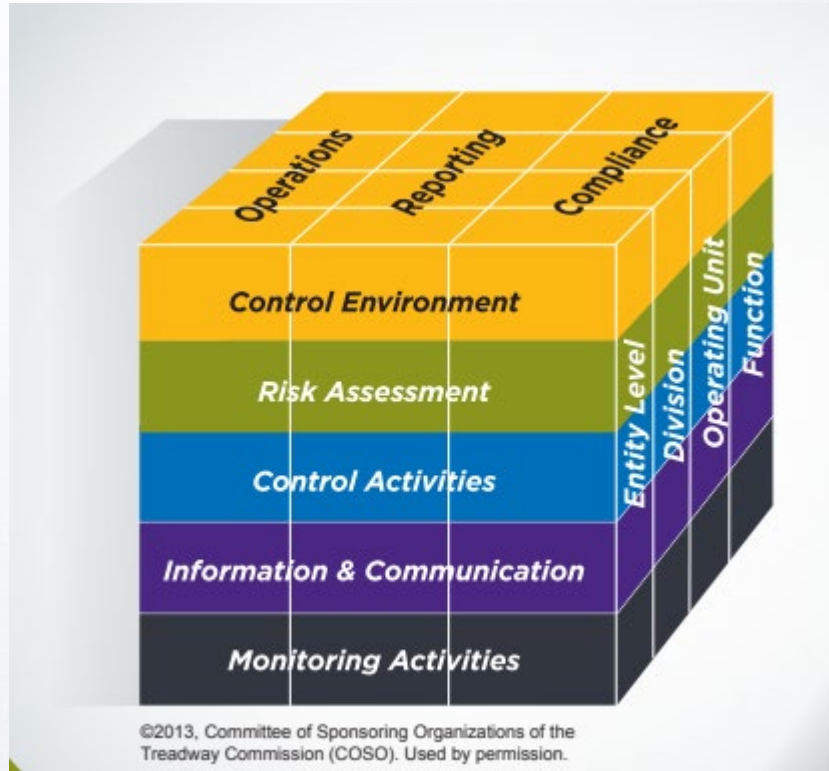 Operations
Reporting
Compliance
Control Environment
Risk Assessment
Control Activities
Information & Communication
Monitoring Activities
Entity Level
Division
Operating Unit
Function
©2013, Committee of Sponsoring Organizations of the
Treadway Commission (COSO). Used by permission.